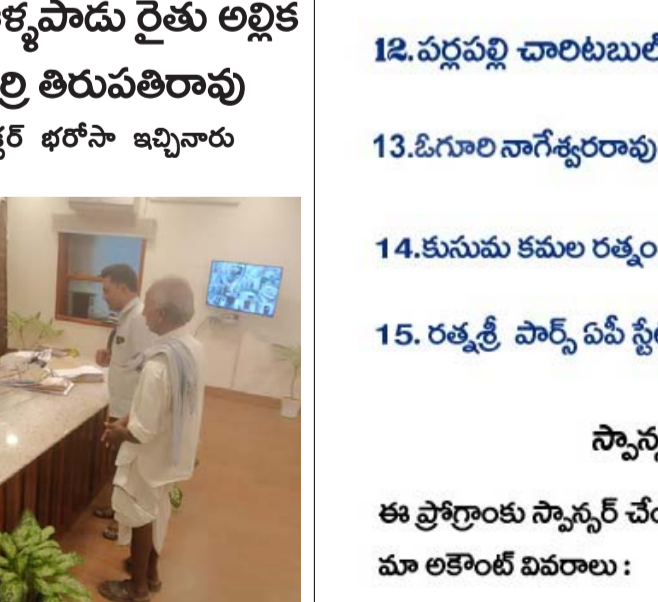 ళ్ళపాడు రైతు అల్లిక
ర్రి తిరుపతిరావు
్టర్ భరోసా ఇచ్చినారు
12. పర్లపల్లి చారిటబుల్
13.ఓగూరి నాగేశ్వరరావు
14.కుసుమ కమల రత్నం
15. రత్నశ్రీ పార్స్ ఏపీ స్టే
స్పాన్స
ఈ ప్రోగ్రాంకు స్పాన్సర్ చేం
మా అకౌంట్ వివరాలు :